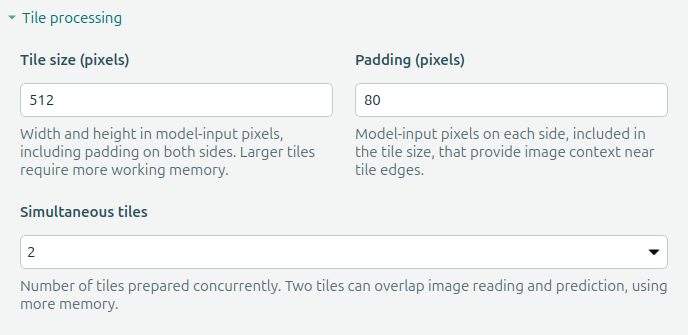 Tile processing
Tile size (pixels)
Padding (pixels)
512
80
Width and height in model-input pixels,
including padding on both sides. Larger tiles
require more working memory.
Model-input pixels on each side, included in
the tile size, that provide image context near
tile edges.
Simultaneous tiles
2
Number of tiles prepared concurrently. Two tiles can overlap image reading and prediction, using
more memory.